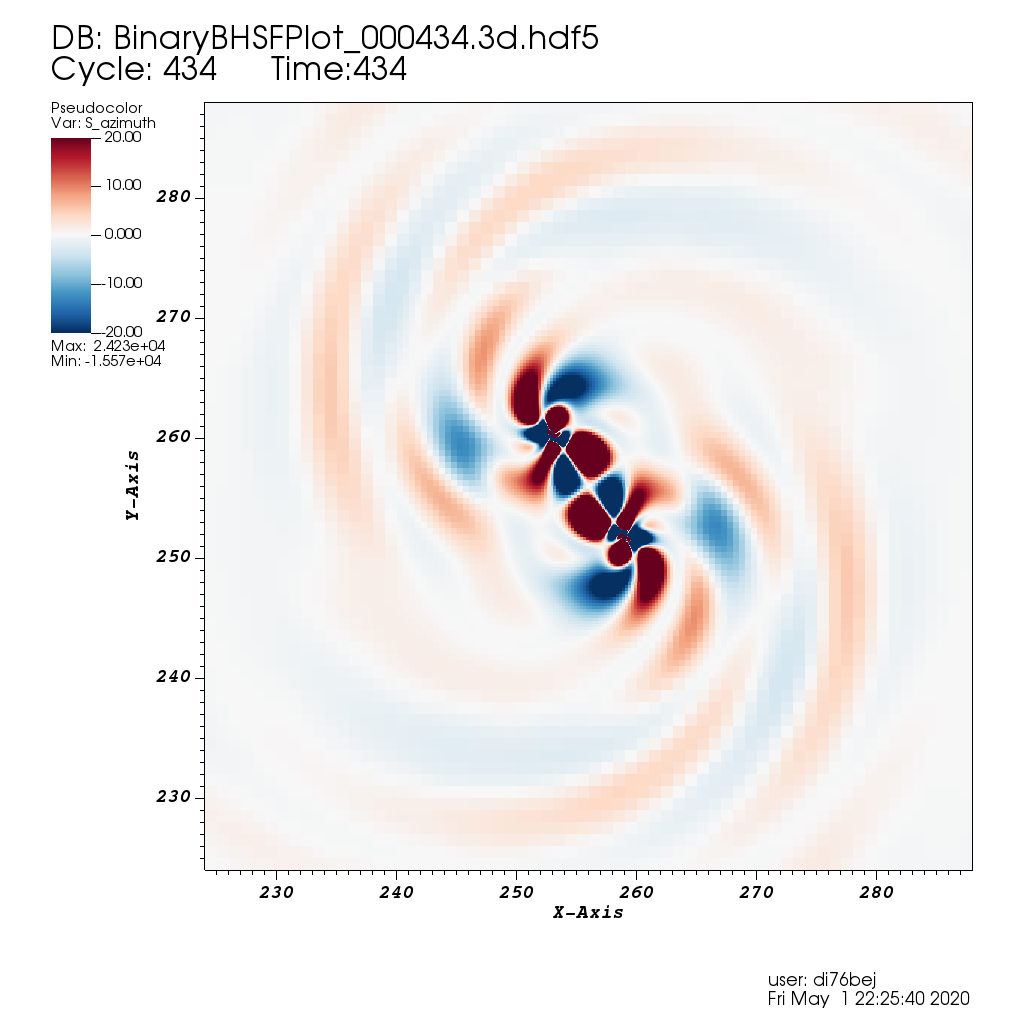 DB: BinaryBHSFPlot_000434.3d.hdf5
Cycle: 434 Time:434
Pseudocolor
Var: S_azimuth
20.00
10.00
0.000
-10.00
-20.00
Max: 2.423e+04
Min: -1.557e+04
280
270
260
250
240
230
Y-Axis
230 240 250 260 270 280
X-Axis
user: di76bej
Fri May 1 22:25:40 2020